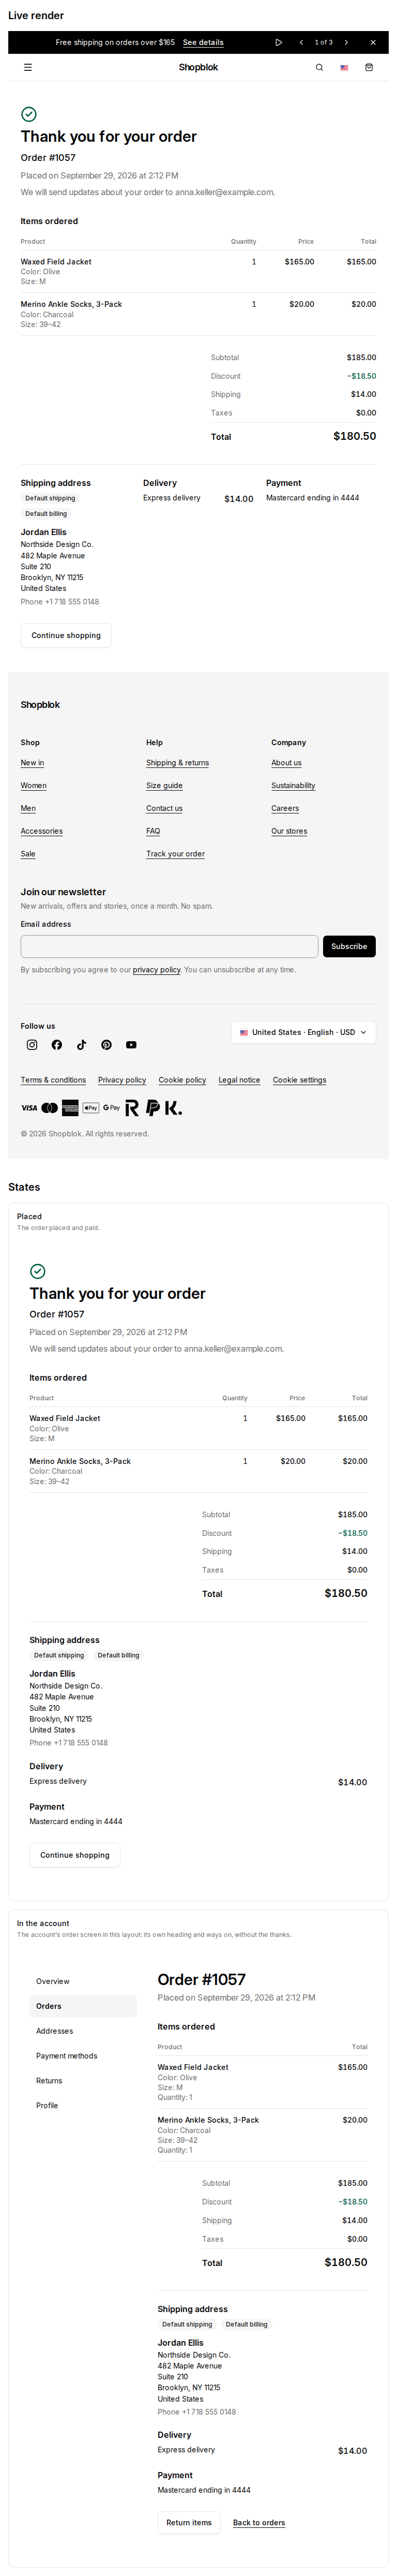 Live render
Free shipping on orders over $165 See details 1 of 3
Shopblok
Thank you for your order
Order #1057
Placed on September 29, 2026 at 2:12 PM
We will send updates about your order to anna.keller@example.com.
Items ordered
Product Quantity Price Total
Waxed Field Jacket 1 $165.00 $165.00
Color: Olive
Size: M
Merino Ankle Socks, 3-Pack 1 $20.00 $20.00
Color: Charcoal
Size: 39–42
Subtotal $185.00
Discount −$18.50
Shipping $14.00
Taxes $0.00
Total $180.50
Shipping address Delivery Payment
Default shipping Express delivery $14.00 Mastercard ending in 4444
Default billing
Jordan Ellis
Northside Design Co.
482 Maple Avenue
Suite 210
Brooklyn, NY 11215
United States
Phone +1 718 555 0148
Continue shopping
Shopblok
Shop Help Company
New in Shipping & returns About us
Women Size guide Sustainability
Men Contact us Careers
Accessories FAQ Our stores
Sale Track your order
Join our newsletter
New arrivals, offers and stories, once a month. No spam.
Email address
Subscribe
By subscribing you agree to our privacy policy. You can unsubscribe at any time.
Follow us
United States · English · USD
Terms & conditions Privacy policy Cookie policy Legal notice Cookie settings
VISA Pay G Pay K.
© 2026 Shopblok. All rights reserved.
States
Placed
The order placed and paid.
Thank you for your order
Order #1057
Placed on September 29, 2026 at 2:12 PM
We will send updates about your order to anna.keller@example.com.
Items ordered
Product Quantity Price Total
Waxed Field Jacket 1 $165.00 $165.00
Color: Olive
Size: M
Merino Ankle Socks, 3-Pack 1 $20.00 $20.00
Color: Charcoal
Size: 39–42
Subtotal $185.00
Discount −$18.50
Shipping $14.00
Taxes $0.00
Total $180.50
Shipping address
Default shipping Default billing
Jordan Ellis
Northside Design Co.
482 Maple Avenue
Suite 210
Brooklyn, NY 11215
United States
Phone +1 718 555 0148
Delivery
Express delivery $14.00
Payment
Mastercard ending in 4444
Continue shopping
In the account
The account's order screen in this layout: its own heading and ways on, without the thanks.
Overview
Orders
Addresses
Payment methods
Returns
Profile
Order #1057
Placed on September 29, 2026 at 2:12 PM
Items ordered
Product Total
Waxed Field Jacket $165.00
Color: Olive
Size: M
Quantity: 1
Merino Ankle Socks, 3-Pack $20.00
Color: Charcoal
Size: 39–42
Quantity: 1
Subtotal $185.00
Discount −$18.50
Shipping $14.00
Taxes $0.00
Total $180.50
Shipping address
Default shipping Default billing
Jordan Ellis
Northside Design Co.
482 Maple Avenue
Suite 210
Brooklyn, NY 11215
United States
Phone +1 718 555 0148
Delivery
Express delivery $14.00
Payment
Mastercard ending in 4444
Return items Back to orders